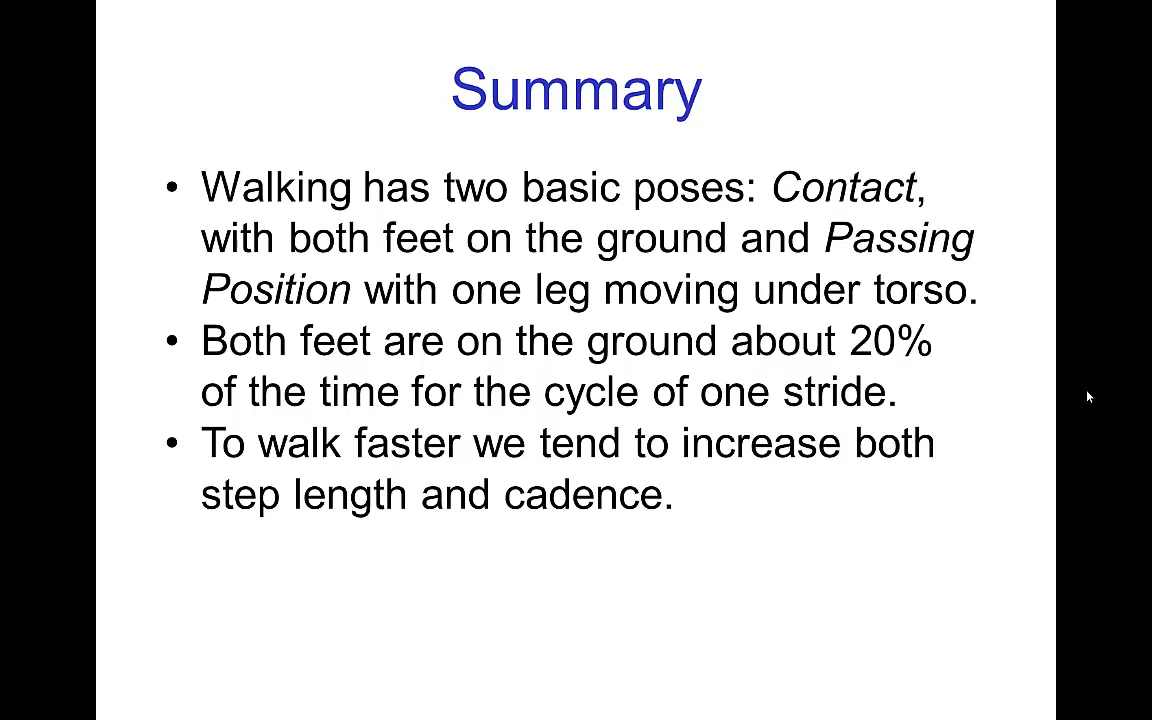 Summary
• Walking has two basic poses: Contact,
with both feet on the ground and Passing
Position with one leg moving under torso.
• Both feet are on the ground about 20%
of the time for the cycle of one stride.
• To walk faster we tend to increase both
step length and cadence.